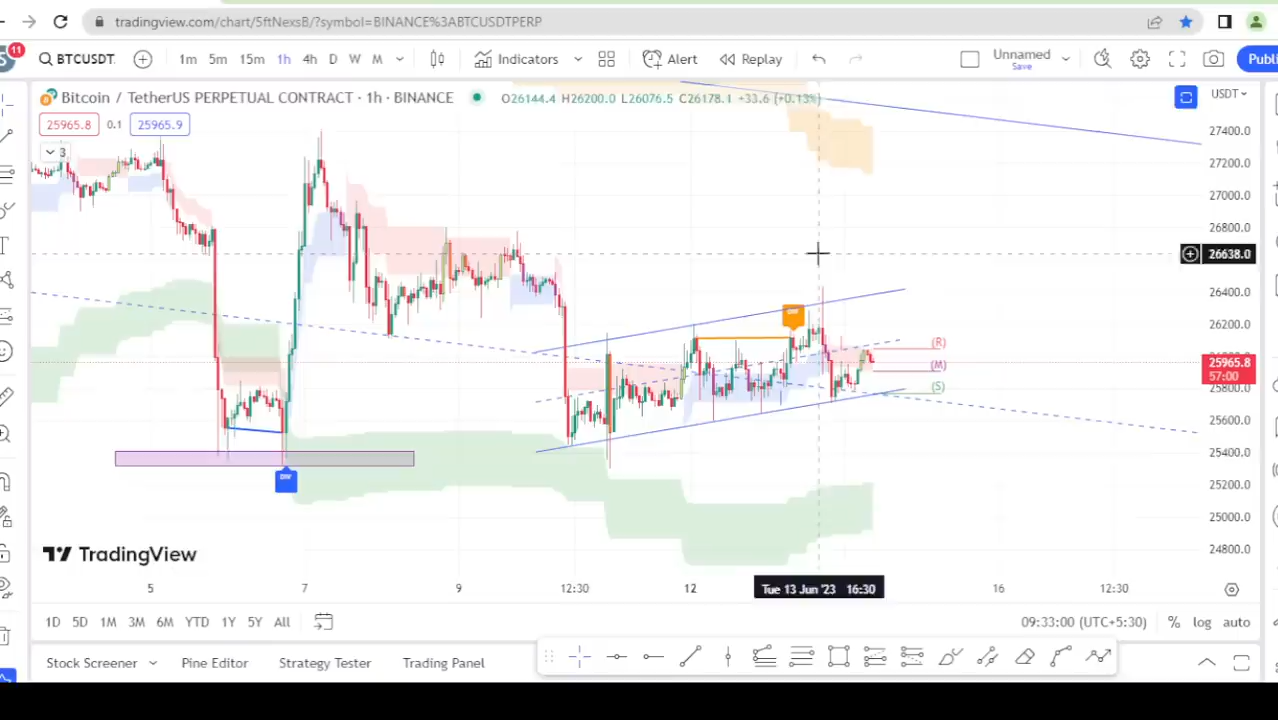 tradingview.com/chart/5ftNexsB/?symbol=BINANCE%3ABTCUSDTPERP
11
BTCUSDT 1m 5m 15m 1h 4h D W M Indicators Alert Replay Unnamed Save Publi
Bitcoin / TetherUS PERPETUAL CONTRACT · 1h · BINANCE O26144.4 H26200.0 L26076.5 C26178.1 +33.6 (+0.13%) USDT
25965.8 0.1 25965.9
3
27400.0
27200.0
27000.0
26800.0
26638.0
26400.0
26200.0
25965.8
57:00
25800.0
25600.0
25400.0
25200.0
25000.0
24800.0
(R)
(M)
(S)
TradingView
5 7 9 12:30 12 Tue 13 Jun '23 16:30 16 12:30
1D 5D 1M 3M 6M YTD 1Y 5Y All 09:33:00 (UTC+5:30) % log auto
Stock Screener Pine Editor Strategy Tester Trading Panel